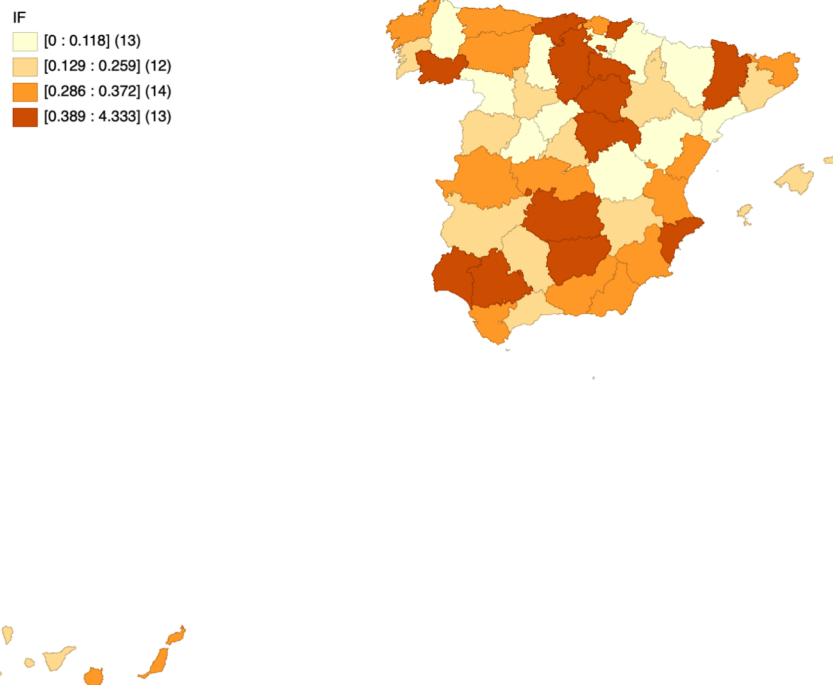 IF
[0 : 0.118] (13)
[0.129 : 0.259] (12)
[0.286 : 0.372] (14)
[0.389 : 4.333] (13)